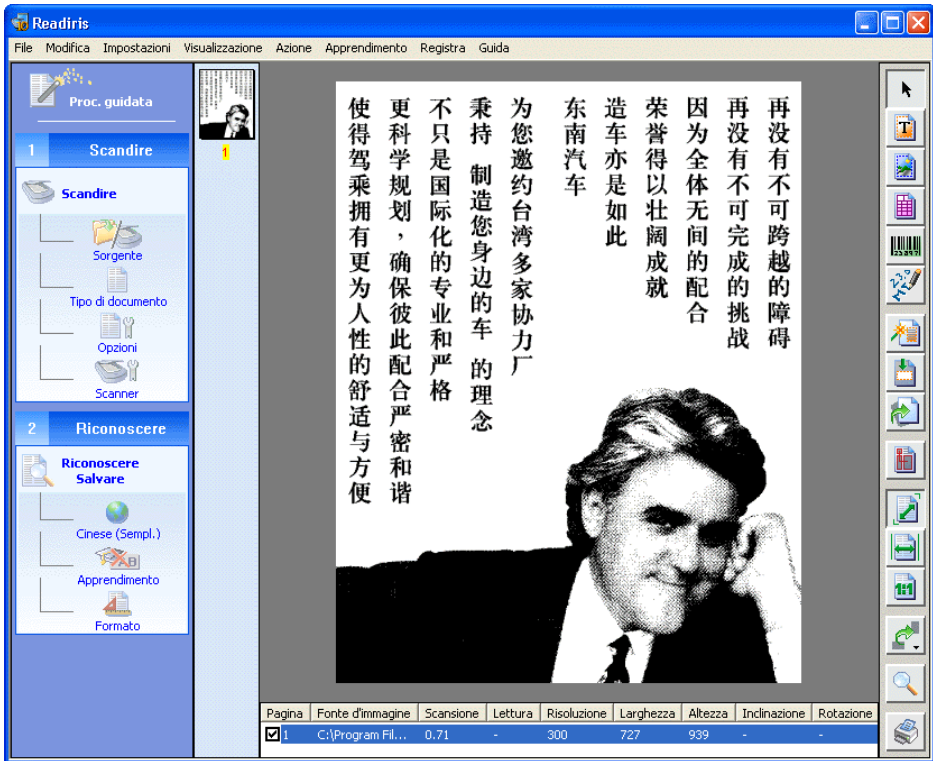 Readiris
File Modifica Impostazioni Visualizzazione Azione Apprendimento Registra Guida
Proc. guidata
1 Scandire
Scandire
Sorgente
Tipo di documento
Opzioni
Scanner
2 Riconoscere
Riconoscere
Salvare
Cinese (Sempl.)
Apprendimento
Formato
1
再没有不可跨越的障碍
再没有不可完成的挑战
因为全体无间的配合
荣誉得以壮阔成就
造车亦是如此
东南汽车
为您邀约台湾多家协力厂
秉持 制造您身边的车 的理念
不只是国际化的专业和严格
更科学规划，确保彼此配合严密和谐
使得驾乘拥有更为人性的舒适与方便
Pagina Fonte d'immagine Scansione Lettura Risoluzione Larghezza Altezza Inclinazione Rotazione
1 C:\Program Fil... 0.71 - 300 727 939 - -
T
1:1